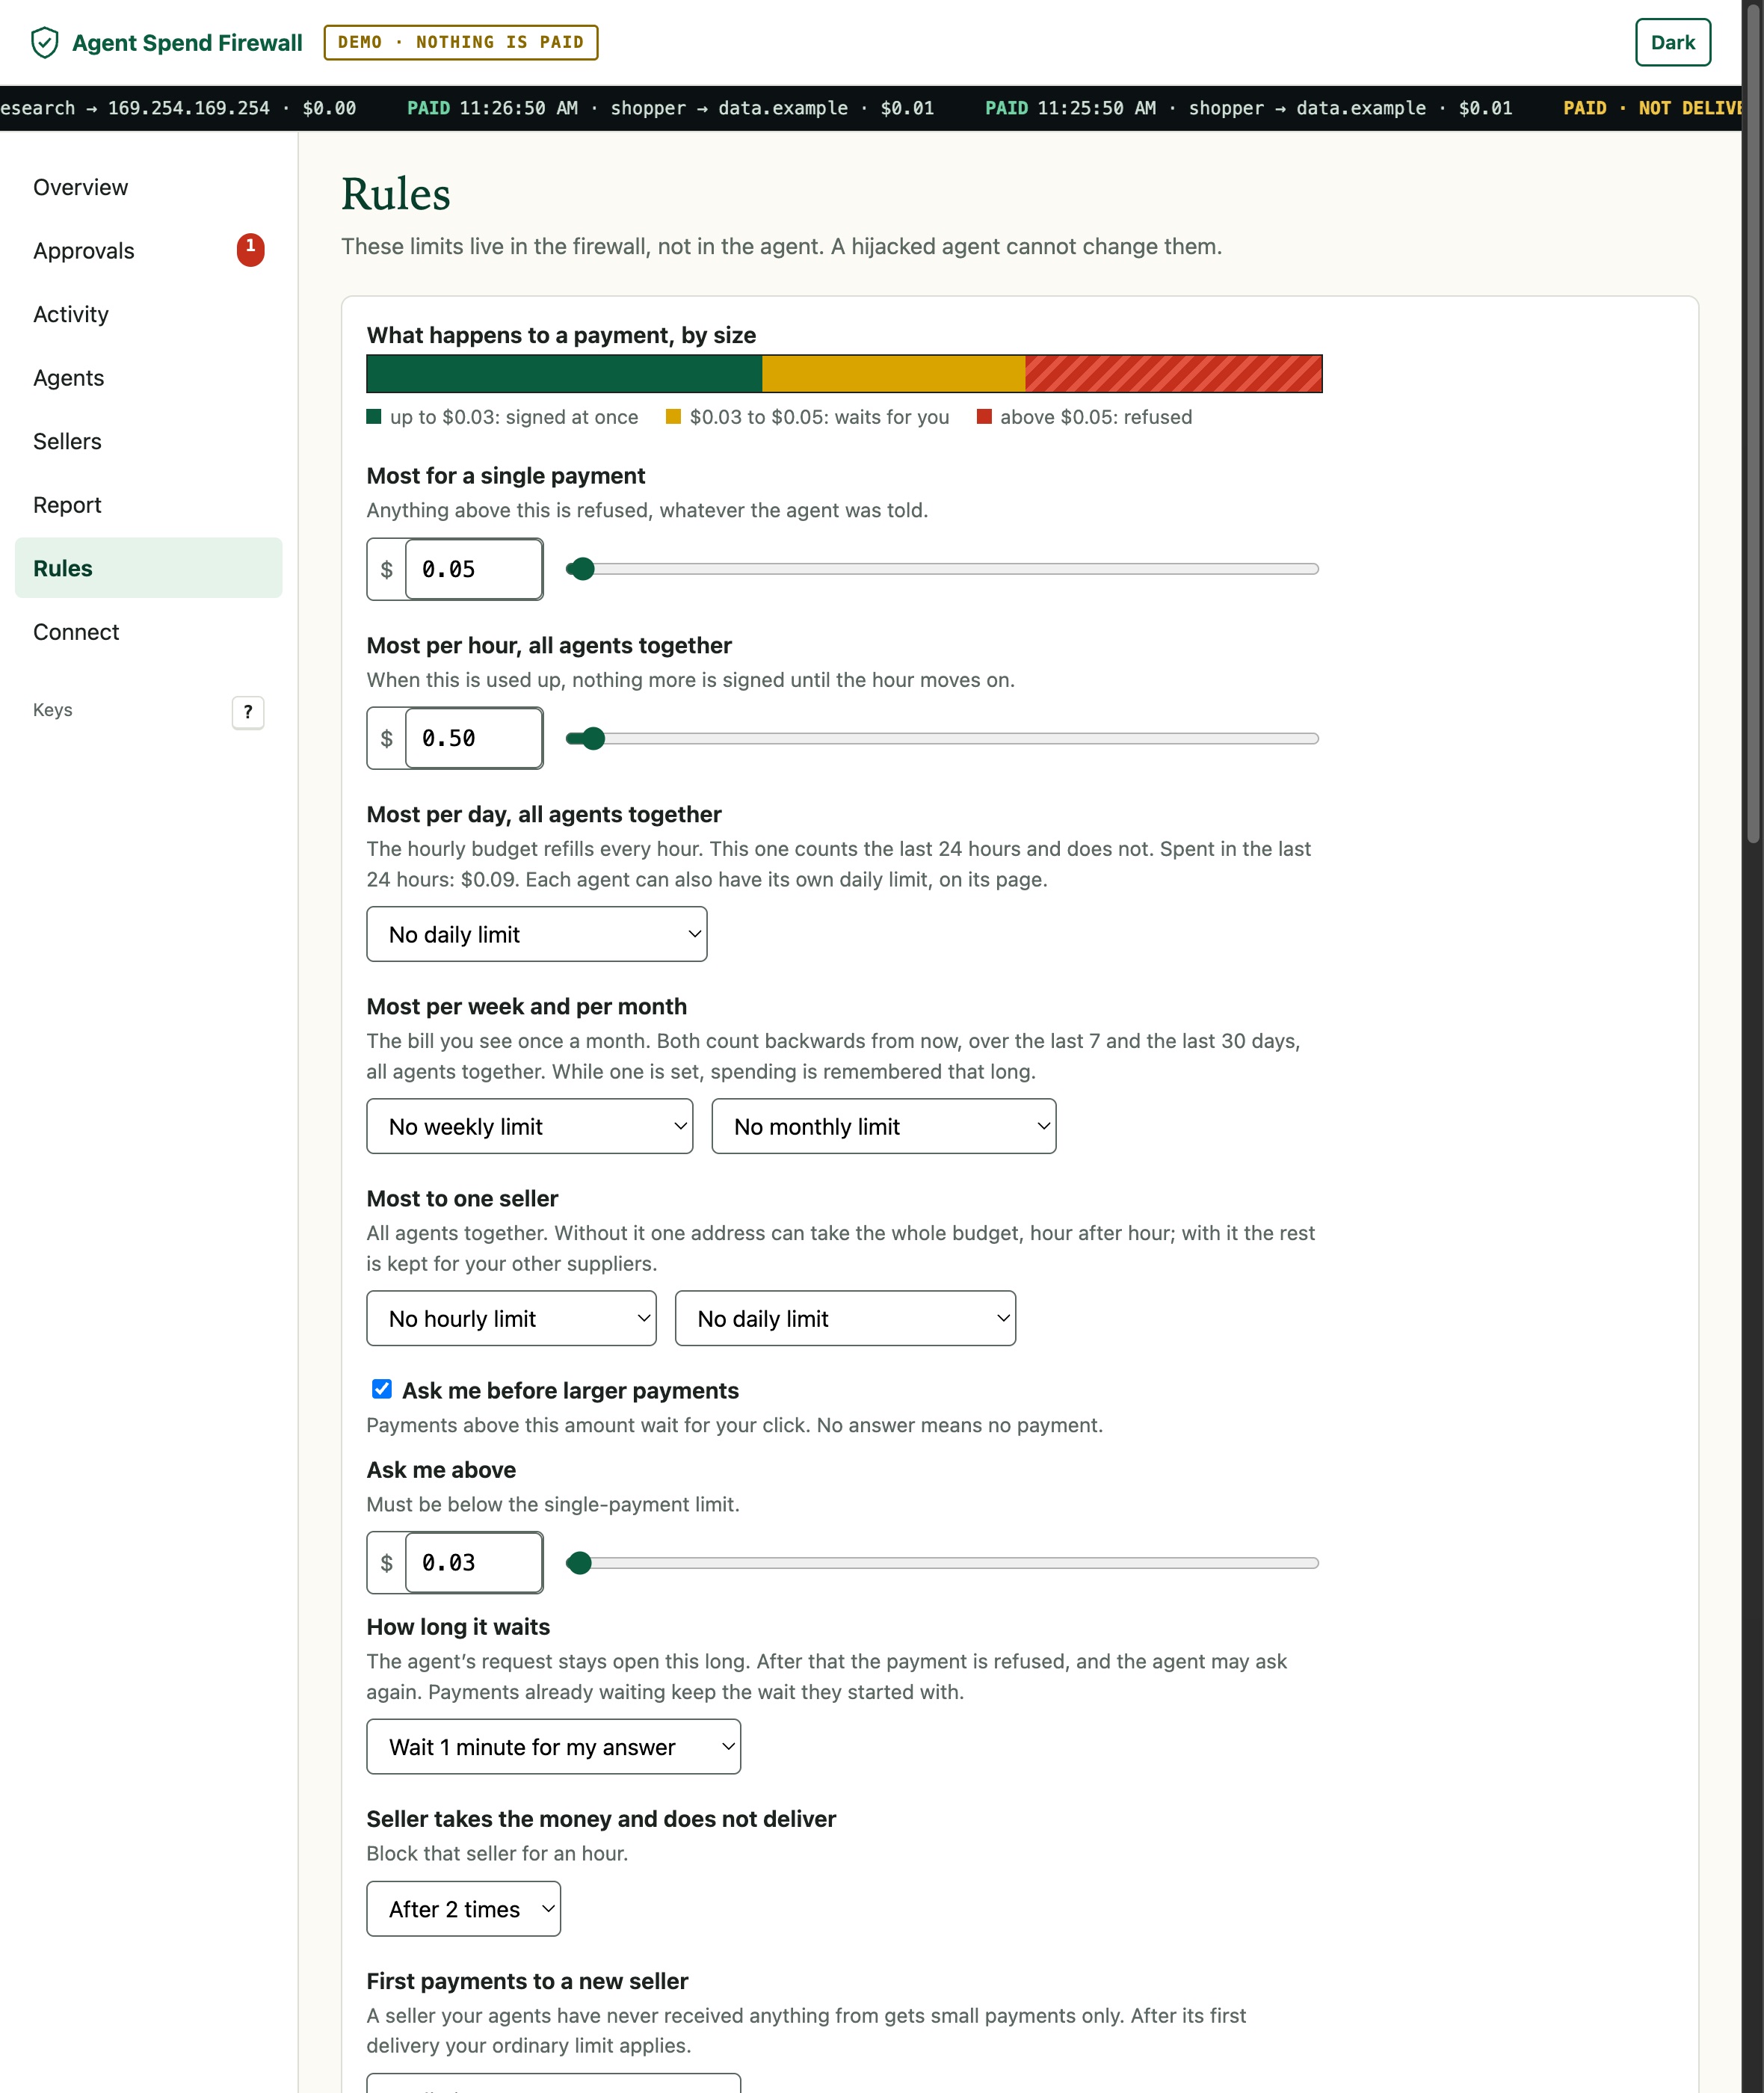 Agent Spend Firewall
DEMO · NOTHING IS PAID
Dark
esearch → 169.254.169.254 · $0.00 PAID 11:26:50 AM · shopper → data.example · $0.01 PAID 11:25:50 AM · shopper → data.example · $0.01 PAID · NOT DELIVE
Overview
Approvals 1
Activity
Agents
Sellers
Report
Rules
Connect
Keys ?
Rules
These limits live in the firewall, not in the agent. A hijacked agent cannot change them.
What happens to a payment, by size
up to $0.03: signed at once $0.03 to $0.05: waits for you above $0.05: refused
Most for a single payment
Anything above this is refused, whatever the agent was told.
$ 0.05
Most per hour, all agents together
When this is used up, nothing more is signed until the hour moves on.
$ 0.50
Most per day, all agents together
The hourly budget refills every hour. This one counts the last 24 hours and does not. Spent in the last
24 hours: $0.09. Each agent can also have its own daily limit, on its page.
No daily limit
Most per week and per month
The bill you see once a month. Both count backwards from now, over the last 7 and the last 30 days,
all agents together. While one is set, spending is remembered that long.
No weekly limit No monthly limit
Most to one seller
All agents together. Without it one address can take the whole budget, hour after hour; with it the rest
is kept for your other suppliers.
No hourly limit No daily limit
Ask me before larger payments
Payments above this amount wait for your click. No answer means no payment.
Ask me above
Must be below the single-payment limit.
$ 0.03
How long it waits
The agent’s request stays open this long. After that the payment is refused, and the agent may ask
again. Payments already waiting keep the wait they started with.
Wait 1 minute for my answer
Seller takes the money and does not deliver
Block that seller for an hour.
After 2 times
First payments to a new seller
A seller your agents have never received anything from gets small payments only. After its first
delivery your ordinary limit applies.